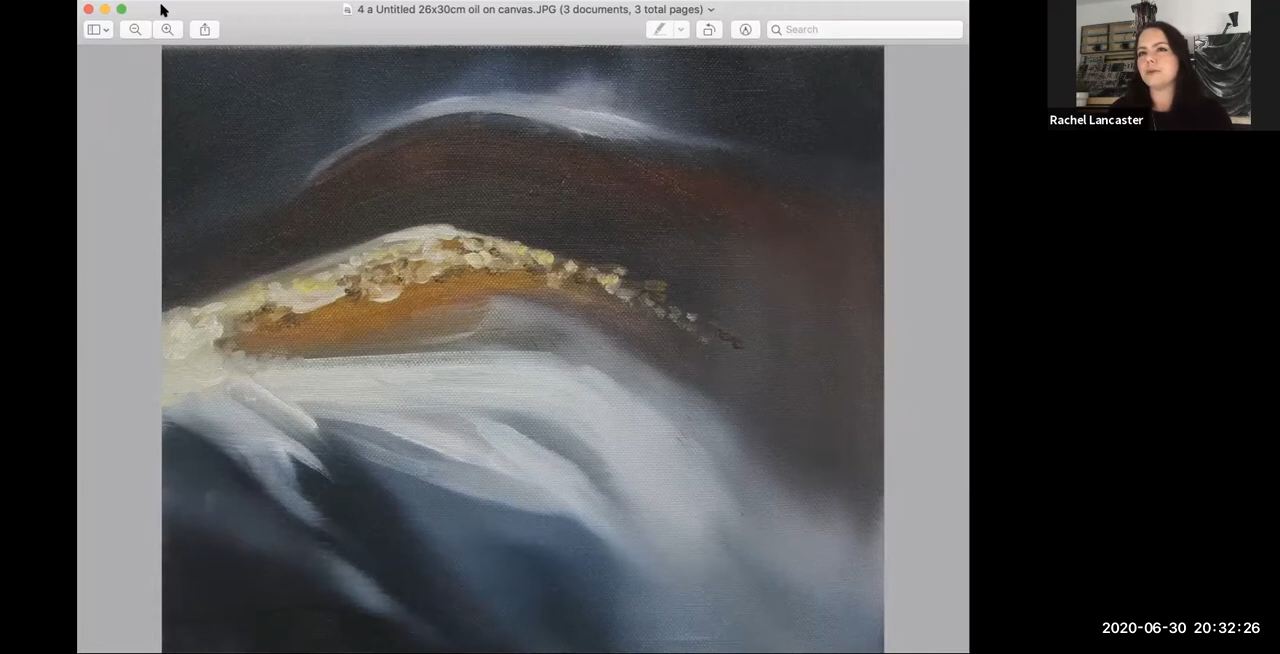 4 a Untitled 26x30cm oil on canvas.JPG (3 documents, 3 total pages)
Search
Rachel Lancaster
2020-06-30 20:32:26